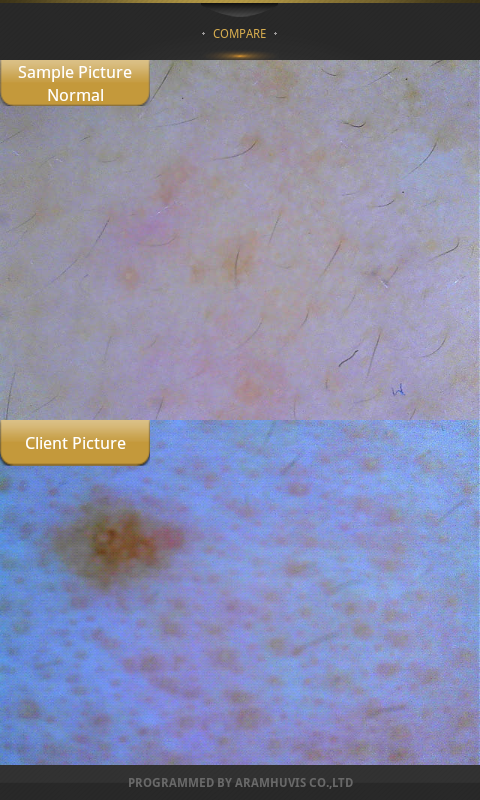 COMPARE
Sample Picture
Normal
Client Picture
PROGRAMMED BY ARAMHUVIS CO.,LTD